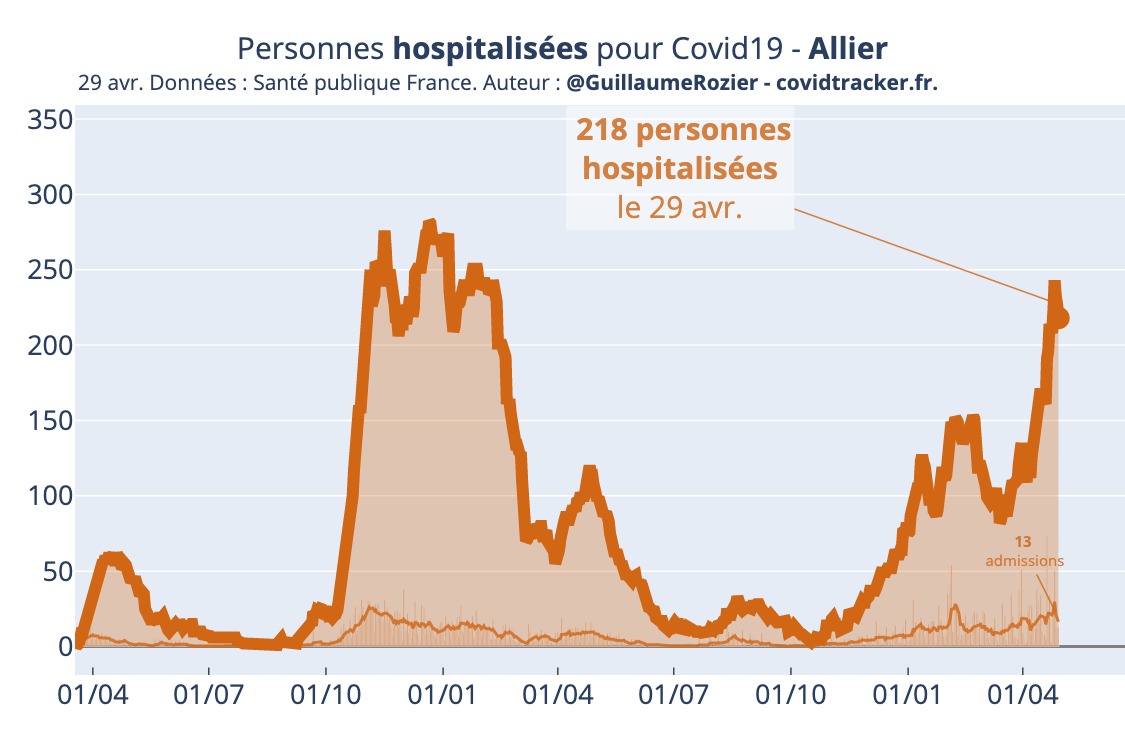 Personnes hospitalisées pour Covid19 - Allier
29 avr. Données : Santé publique France. Auteur : @GuillaumeRozier - covidtracker.fr.
350
300
250
200
150
100
50
0
218 personnes
hospitalisées
le 29 avr.
13
admissions
01/04 01/07 01/10 01/01 01/04 01/07 01/10 01/01 01/04